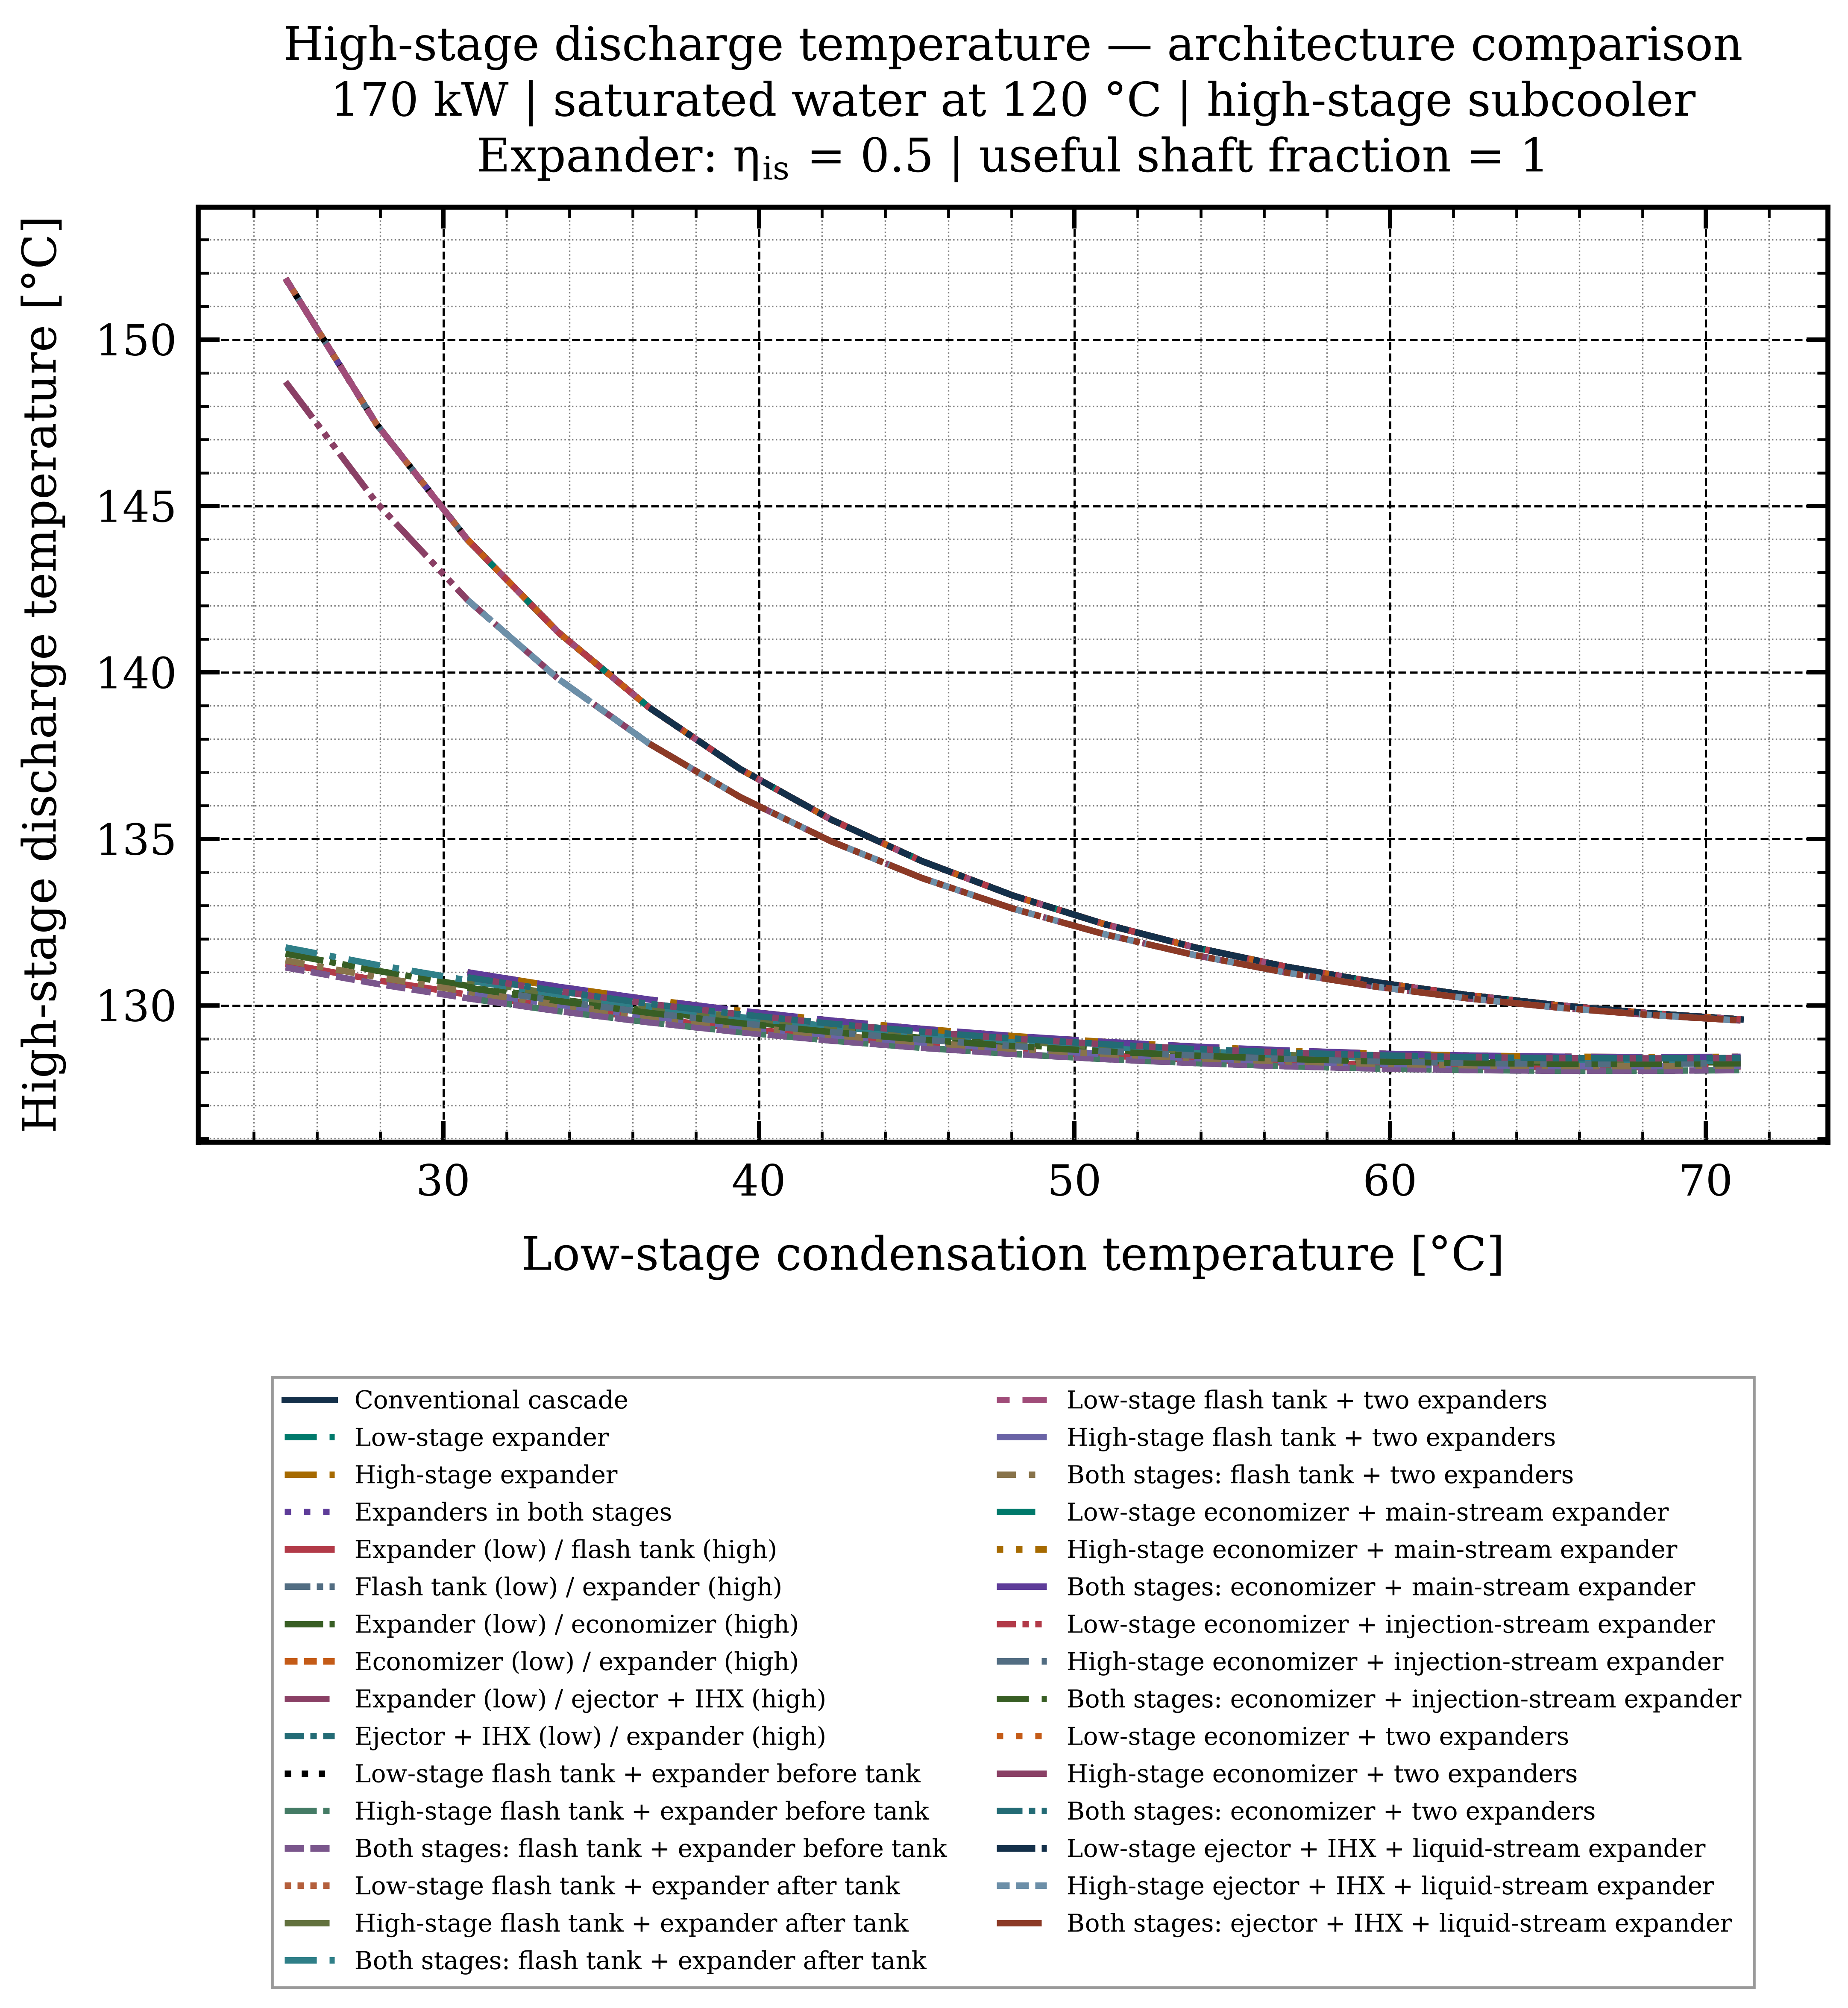 High-stage discharge temperature — architecture comparison
170 kW | saturated water at 120 °C | high-stage subcooler
Expander: ηis = 0.5 | useful shaft fraction = 1
High-stage discharge temperature [°C]
150
145
140
135
130
30 40 50 60 70
Low-stage condensation temperature [°C]
Conventional cascade
Low-stage expander
High-stage expander
Expanders in both stages
Expander (low) / flash tank (high)
Flash tank (low) / expander (high)
Expander (low) / economizer (high)
Economizer (low) / expander (high)
Expander (low) / ejector + IHX (high)
Ejector + IHX (low) / expander (high)
Low-stage flash tank + expander before tank
High-stage flash tank + expander before tank
Both stages: flash tank + expander before tank
Low-stage flash tank + expander after tank
High-stage flash tank + expander after tank
Both stages: flash tank + expander after tank
Low-stage flash tank + two expanders
High-stage flash tank + two expanders
Both stages: flash tank + two expanders
Low-stage economizer + main-stream expander
High-stage economizer + main-stream expander
Both stages: economizer + main-stream expander
Low-stage economizer + injection-stream expander
High-stage economizer + injection-stream expander
Both stages: economizer + injection-stream expander
Low-stage economizer + two expanders
High-stage economizer + two expanders
Both stages: economizer + two expanders
Low-stage ejector + IHX + liquid-stream expander
High-stage ejector + IHX + liquid-stream expander
Both stages: ejector + IHX + liquid-stream expander